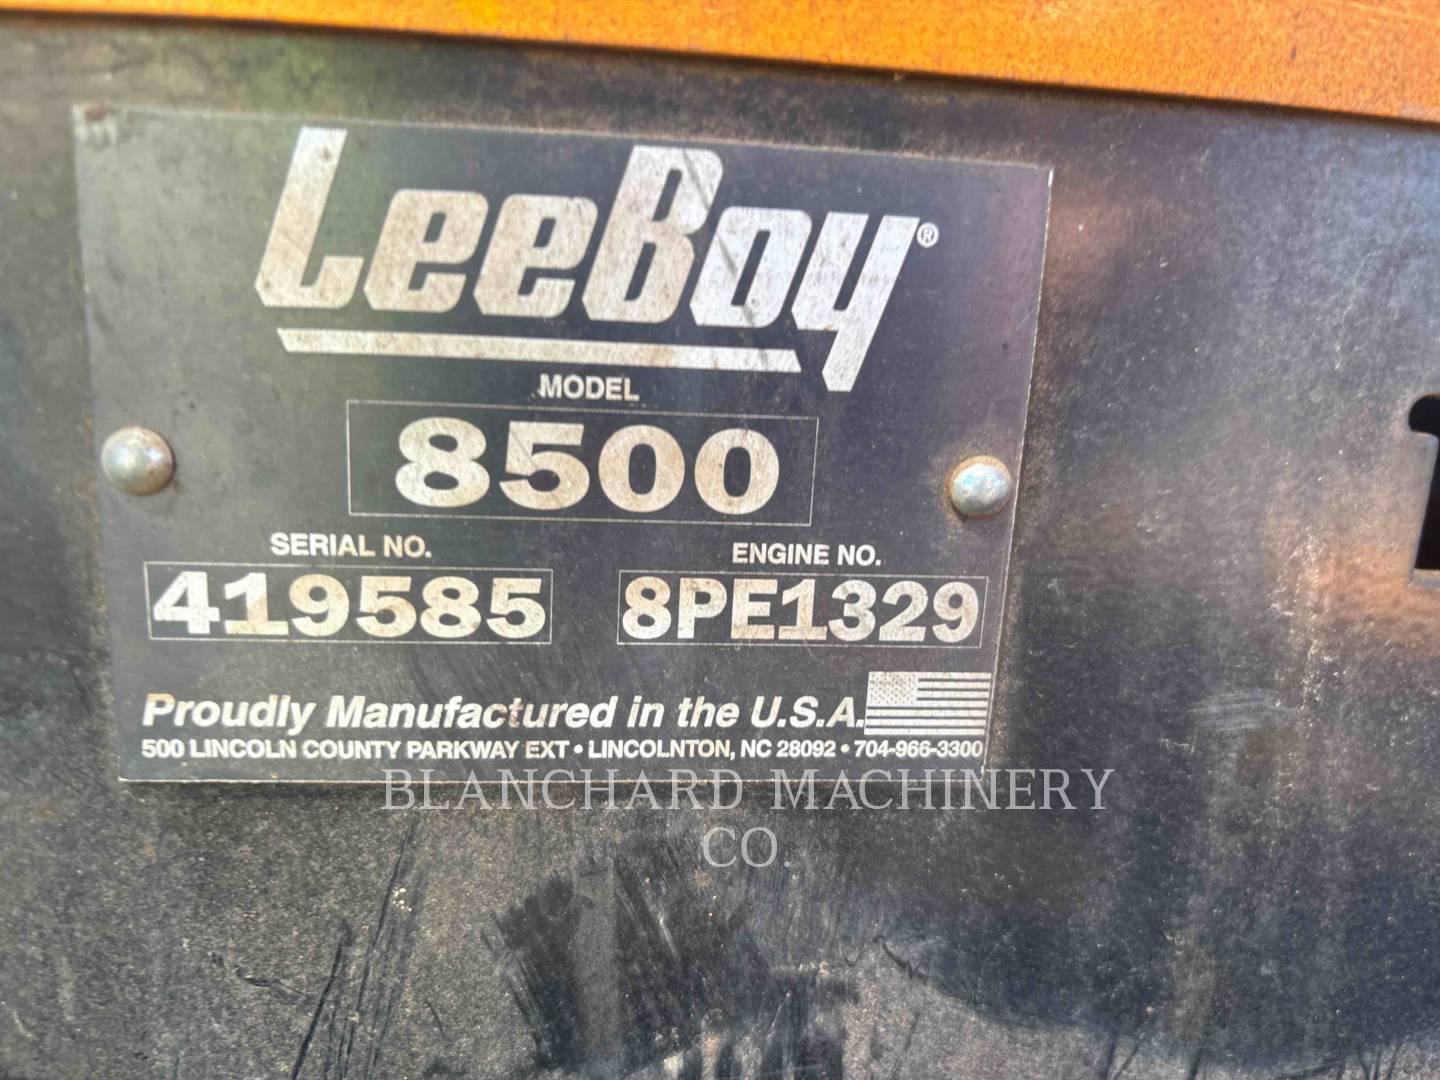 LeeBoy®
MODEL
8500
SERIAL NO. ENGINE NO.
419585 8PE1329
Proudly Manufactured in the U.S.A.
500 LINCOLN COUNTY PARKWAY EXT • LINCOLNTON, NC 28092 • 704-966-3300
BLANCHARD MACHINERY
CO.